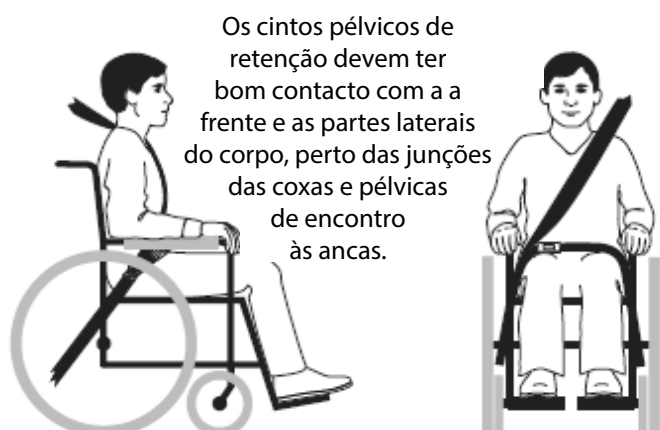 Os cintos pélvicos de
retenção devem ter
bom contacto com a a
frente e as partes laterais
do corpo, perto das junções
das coxas e pélvicas
de encontro
às ancas.